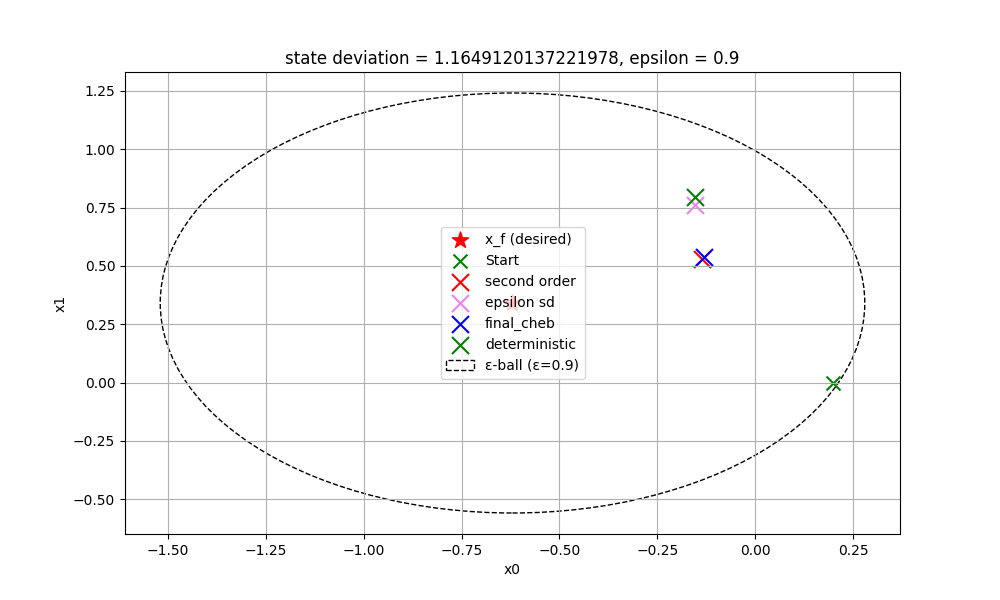 state deviation = 1.1649120137221978, epsilon = 0.9
1.25
1.00
0.75
0.50
0.25
0.00
−0.25
−0.50
x1
x_f (desired)
Start
second order
epsilon sd
final_cheb
deterministic
ε-ball (ε=0.9)
−1.50
−1.25
−1.00
−0.75
−0.50
−0.25
0.00
0.25
x0